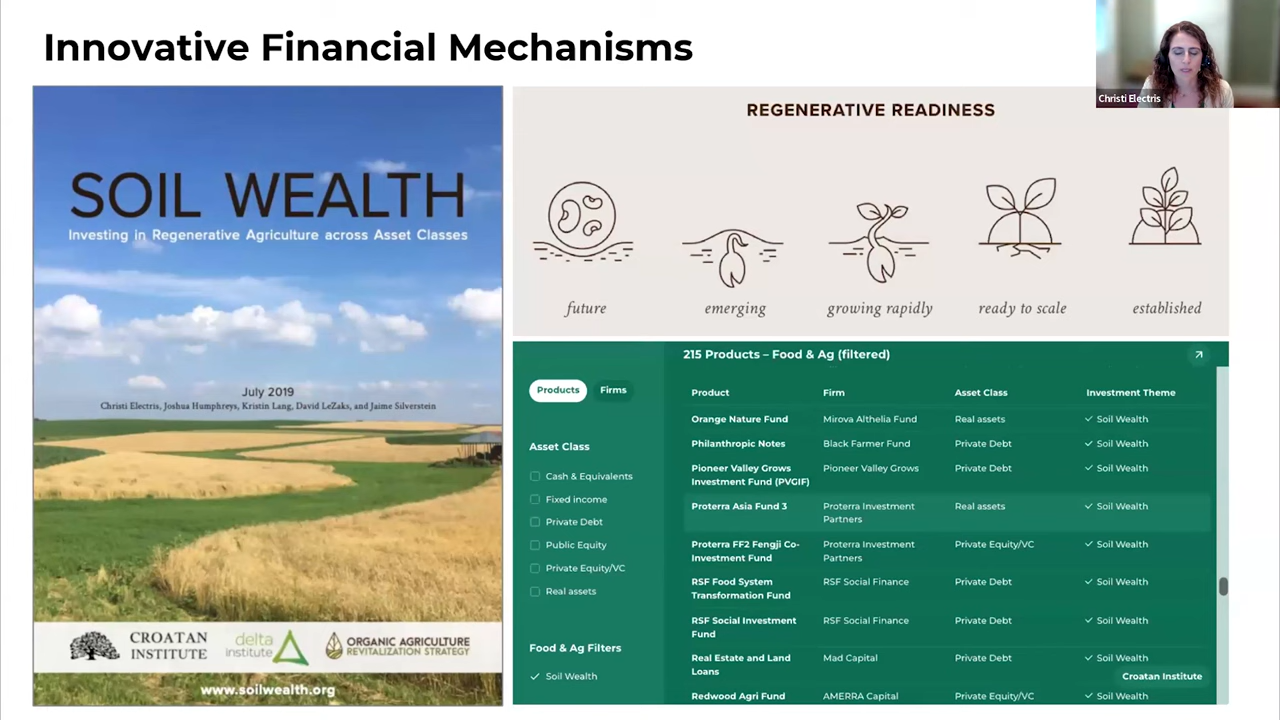 Innovative Financial Mechanisms
Christi Electris
SOIL WEALTH
Investing in Regenerative Agriculture across Asset Classes
July 2019
Christi Electris, Joshua Humphreys, Kristin Lang, David LeZaks, and Jaime Silverstein
CROATAN
INSTITUTE
delta
institute
ORGANIC AGRICULTURE
REVITALIZATION STRATEGY
www.soilwealth.org
REGENERATIVE READINESS
future
emerging
growing rapidly
ready to scale
established
215 Products – Food & Ag (filtered)
Products
Firms
Asset Class
Cash & Equivalents
Fixed income
Private Debt
Public Equity
Private Equity/VC
Real assets
Food & Ag Filters
Soil Wealth
Product Firm Asset Class Investment Theme
Orange Nature Fund Mirova Althelia Fund Real assets Soil Wealth
Philanthropic Notes Black Farmer Fund Private Debt Soil Wealth
Pioneer Valley Grows Pioneer Valley Grows Private Debt Soil Wealth
Investment Fund (PVGIF)
Proterra Asia Fund 3 Proterra Investment Real assets Soil Wealth
Partners
Proterra FF2 Fengji Co- Proterra Investment Private Equity/VC Soil Wealth
Investment Fund Partners
RSF Food System RSF Social Finance Private Debt Soil Wealth
Transformation Fund
RSF Social Investment RSF Social Finance Private Debt Soil Wealth
Fund
Real Estate and Land Mad Capital Private Debt Soil Wealth
Loans
Croatan Institute
Redwood Agri Fund AMERRA Capital Private Equity/VC Soil Wealth